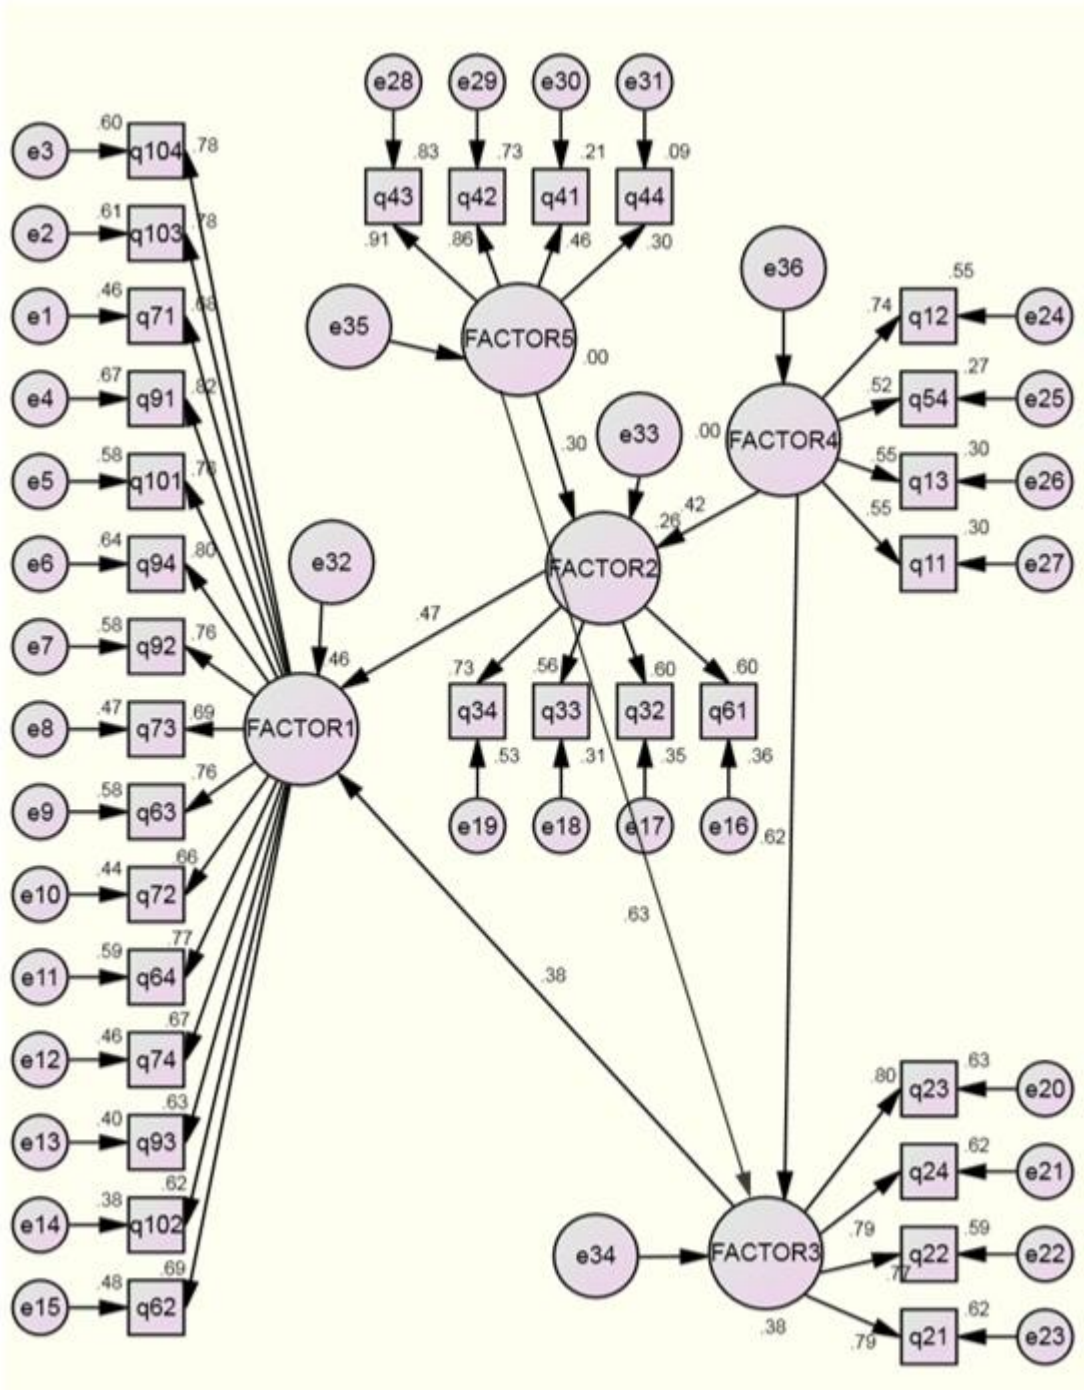 e28 e29 e30 e31
.83 .73 .21 .09
q43 q42 q41 q44
.91 .86 .46 .30
e35 FACTOR5 .00
e36
.00 FACTOR4
.74 q12 .55 e24
.52 q54 .27 e25
.55 q13 .30 e26
.55 q11 .30 e27
.30 e33 .42
.26
FACTOR2
.73 .56 .60 .60
q34 q33 q32 q61
.53 .31 .35 .36
e19 e18 e17 e16
.62
.63
.47
.38
e3 .60 q104 .78
e2 .61 q103 .78
e1 .46 q71 .68
e4 .67 q91 .82
e5 .58 q101
e6 .64 q94 .80
e7 .58 q92 .76
e8 .47 q73 .69
e9 .58 q63 .76
e10 .44 q72 .66
e11 .59 q64 .77
e12 .46 q74 .67
e13 .40 q93 .63
e14 .38 q102 .62
e15 .48 q62 .69
e32
.46
FACTOR1
e34 FACTOR3
.38
.80 q23 .63 e20
.79 q24 .62 e21
.77 q22 .59 e22
.79 q21 .62 e23